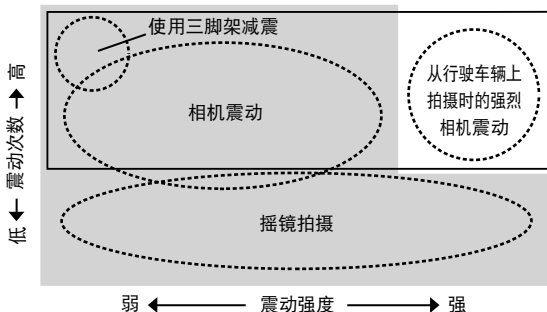 使用三脚架减震
相机震动
从行驶车辆上
拍摄时的强烈
相机震动
摇镜拍摄
低 ← 震动次数 → 高
弱 ← 震动强度 → 强